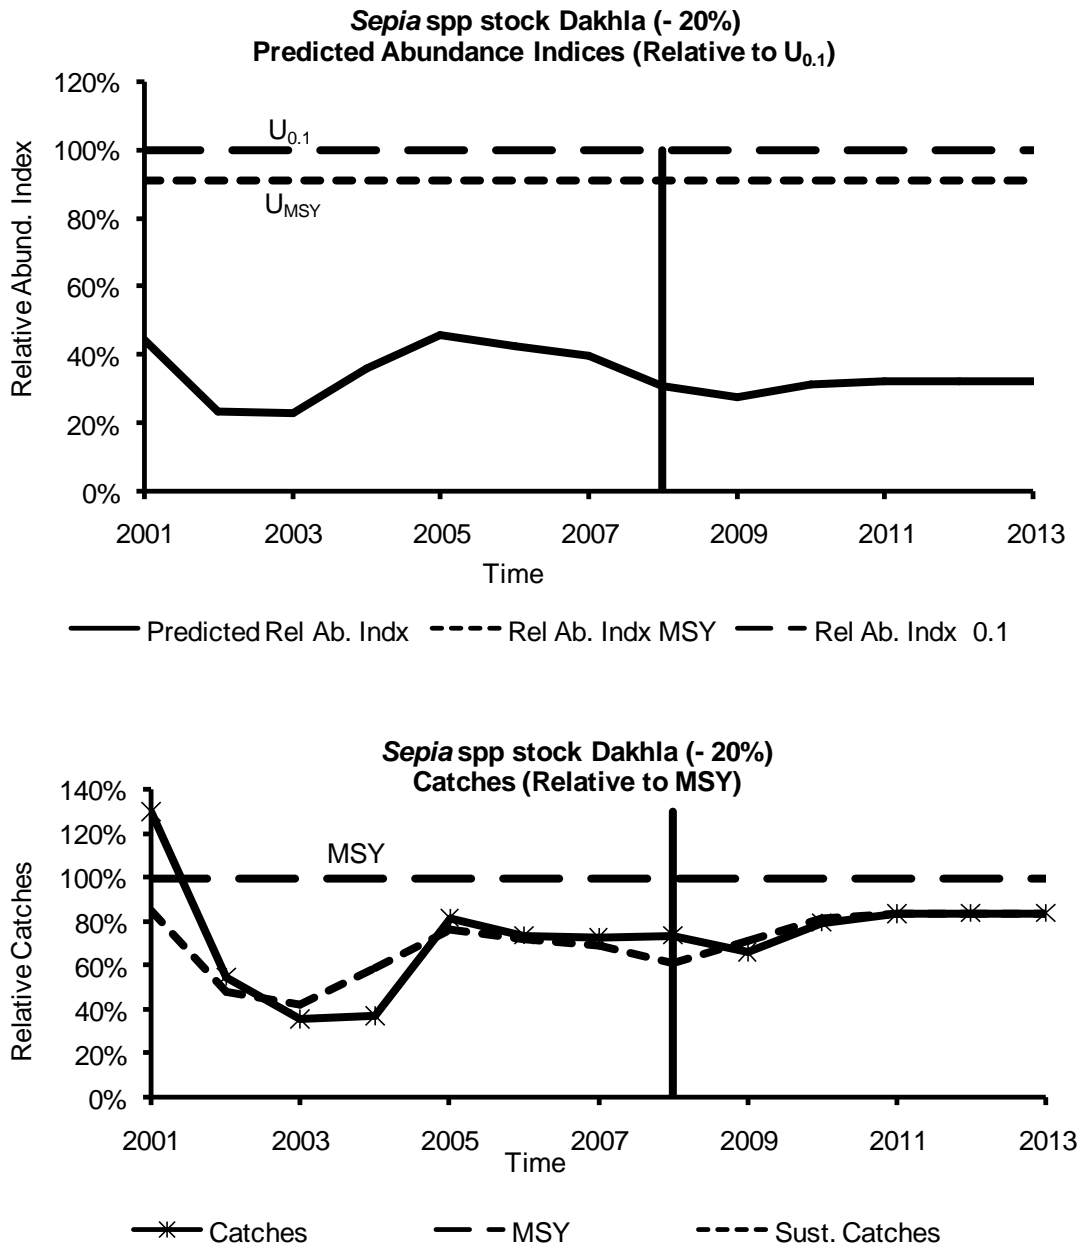 Sepia spp stock Dakhla (- 20%)
Predicted Abundance Indices (Relative to U0.1)
120%
100%
80%
60%
40%
20%
0%
Relative Abund. Index
U0.1
UMSY
2001 2003 2005 2007 2009 2011 2013
Time
Predicted Rel Ab. Indx Rel Ab. Indx MSY Rel Ab. Indx 0.1
Sepia spp stock Dakhla (- 20%)
Catches (Relative to MSY)
140%
120%
100%
80%
60%
40%
20%
0%
Relative Catches
MSY
2001 2003 2005 2007 2009 2011 2013
Time
Catches MSY Sust. Catches